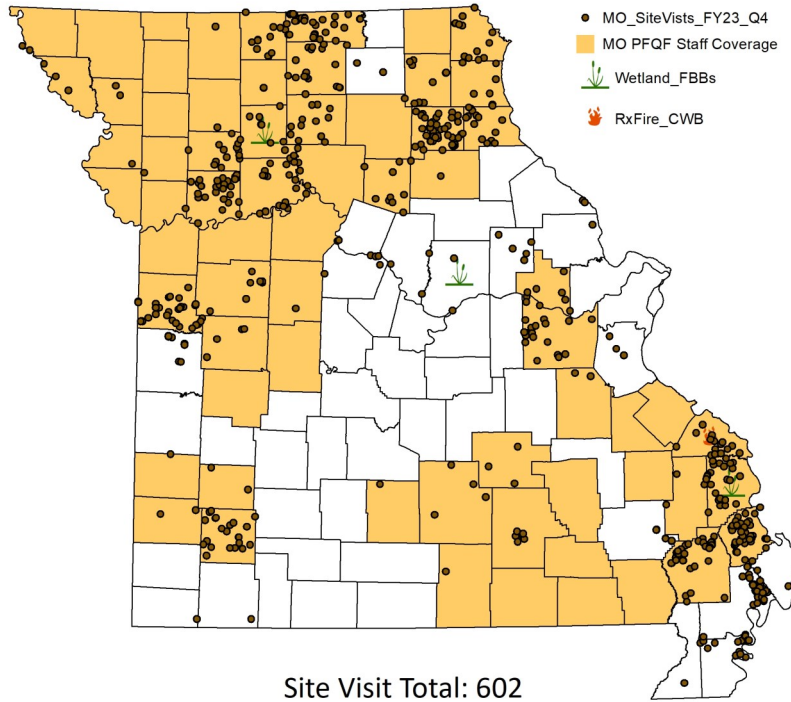 MO_SiteVists_FY23_Q4
MO PFQF Staff Coverage
Wetland_FBBs
RxFire_CWB
Site Visit Total: 602